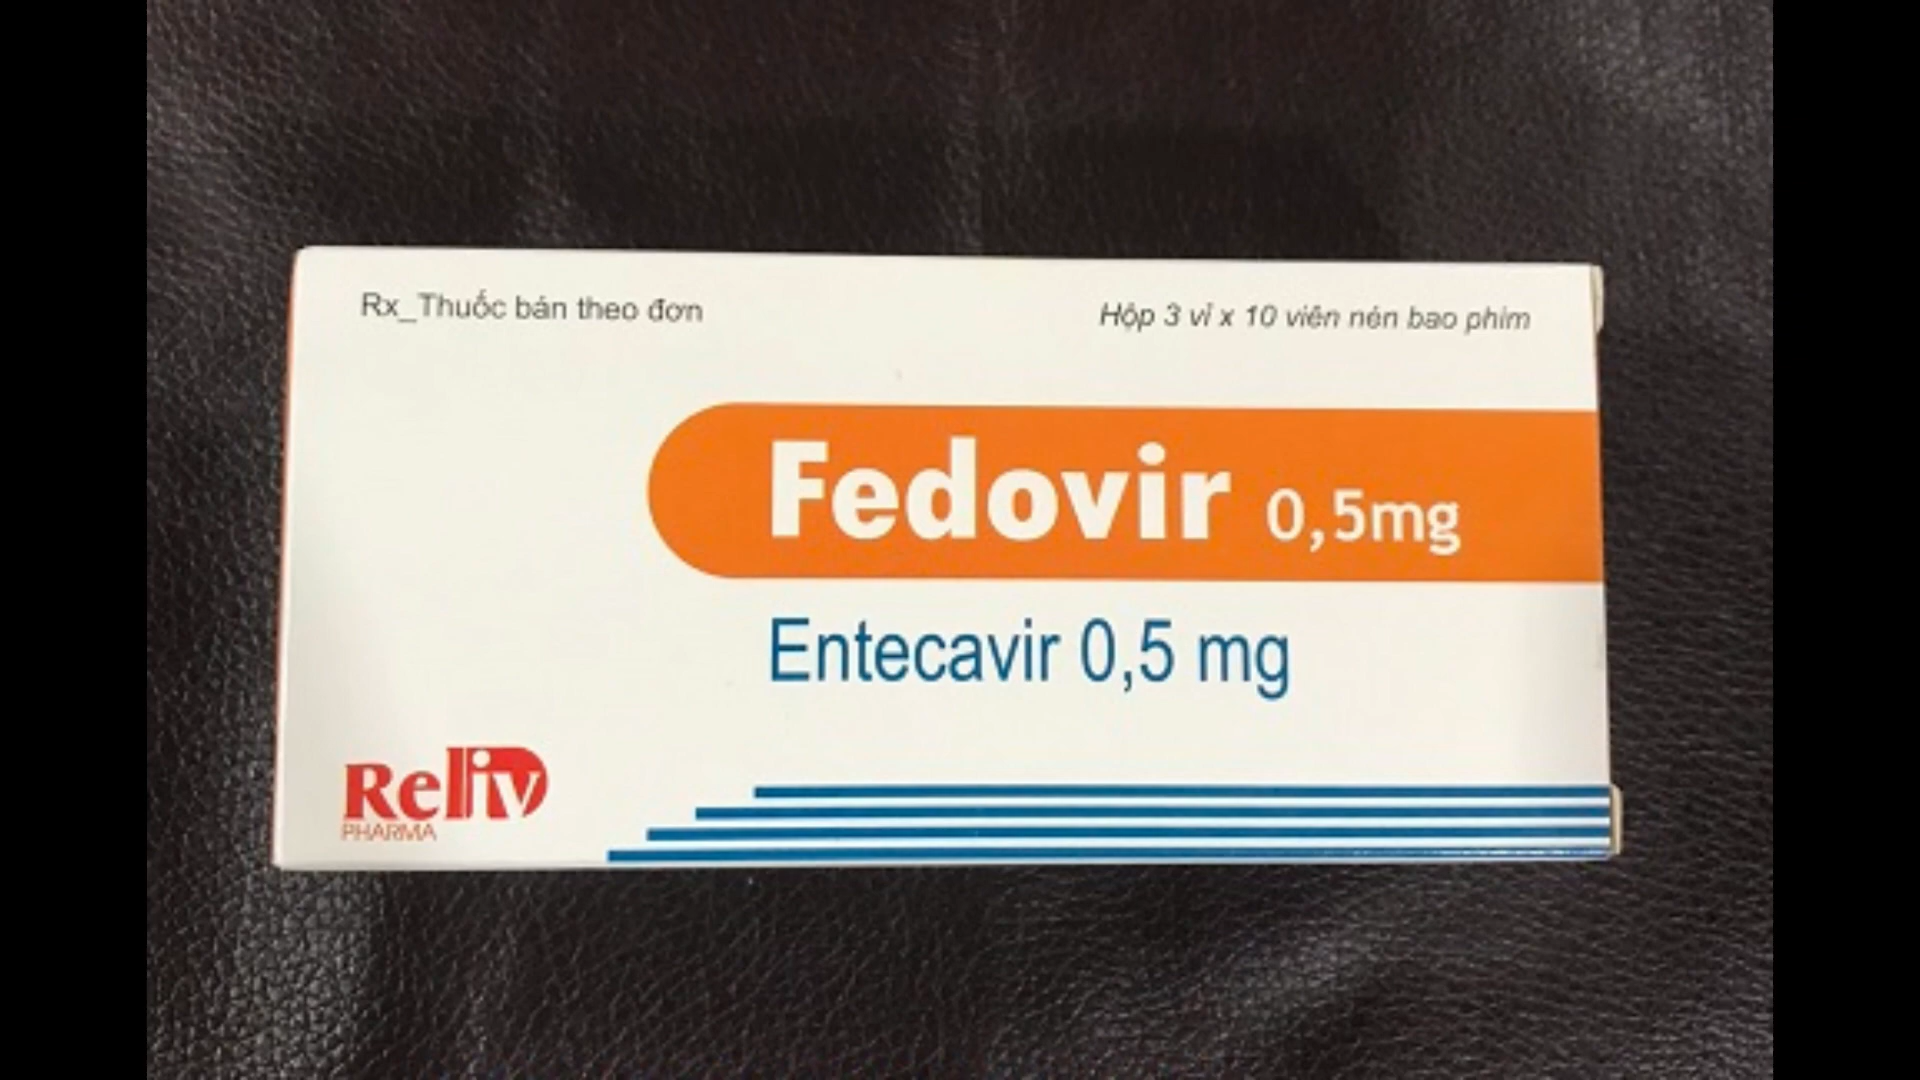 Rx_Thuốc bán theo đơn
Hộp 3 vỉ x 10 viên nén bao phim
Fedovir 0,5mg
Entecavir 0,5 mg
Reliv
PHARMA